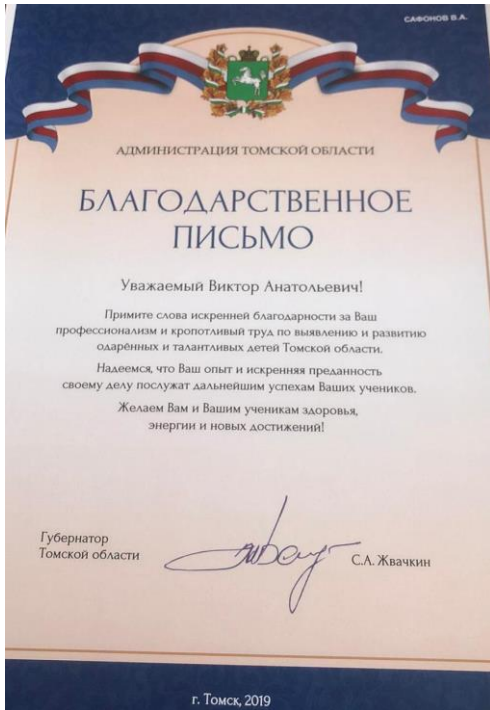 САФОНОВ В.А.
АДМИНИСТРАЦИЯ ТОМСКОЙ ОБЛАСТИ
БЛАГОДАРСТВЕННОЕ
ПИСЬМО
Уважаемый Виктор Анатольевич!
Примите слова искренней благодарности за Ваш
профессионализм и кропотливый труд по выявлению и развитию
одарённых и талантливых детей Томской области.
Надеемся, что Ваш опыт и искренняя преданность
своему делу послужат дальнейшим успехам Ваших учеников.
Желаем Вам и Вашим ученикам здоровья,
энергии и новых достижений!
Губернатор
Томской области
С.А. Жвачкин
г. Томск, 2019